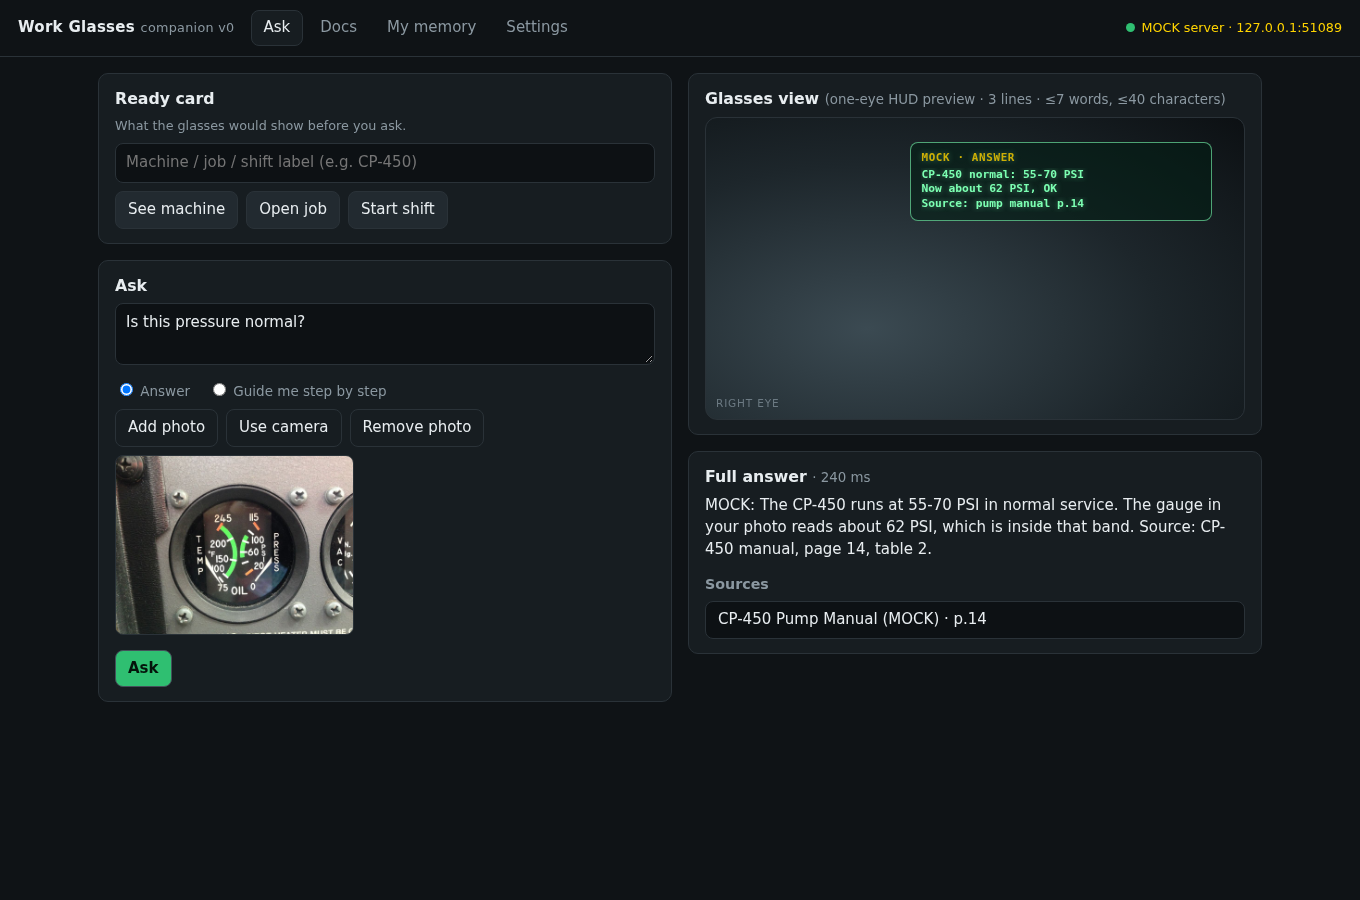 Work Glasses companion v0 Ask Docs My memory Settings MOCK server · 127.0.0.1:51089
Ready card
What the glasses would show before you ask.
Machine / job / shift label (e.g. CP-450)
See machine Open job Start shift
Ask
Is this pressure normal?
Answer Guide me step by step
Add photo Use camera Remove photo
245 115
200 100
°F 60
150
100 20
75 OIL 0
TEMP
PSI
PRESS
VAC
Ask
Glasses view (one-eye HUD preview · 3 lines · ≤7 words, ≤40 characters)
MOCK · ANSWER
CP-450 normal: 55-70 PSI
Now about 62 PSI, OK
Source: pump manual p.14
RIGHT EYE
Full answer · 240 ms
MOCK: The CP-450 runs at 55-70 PSI in normal service. The gauge in
your photo reads about 62 PSI, which is inside that band. Source: CP-
450 manual, page 14, table 2.
Sources
CP-450 Pump Manual (MOCK) · p.14